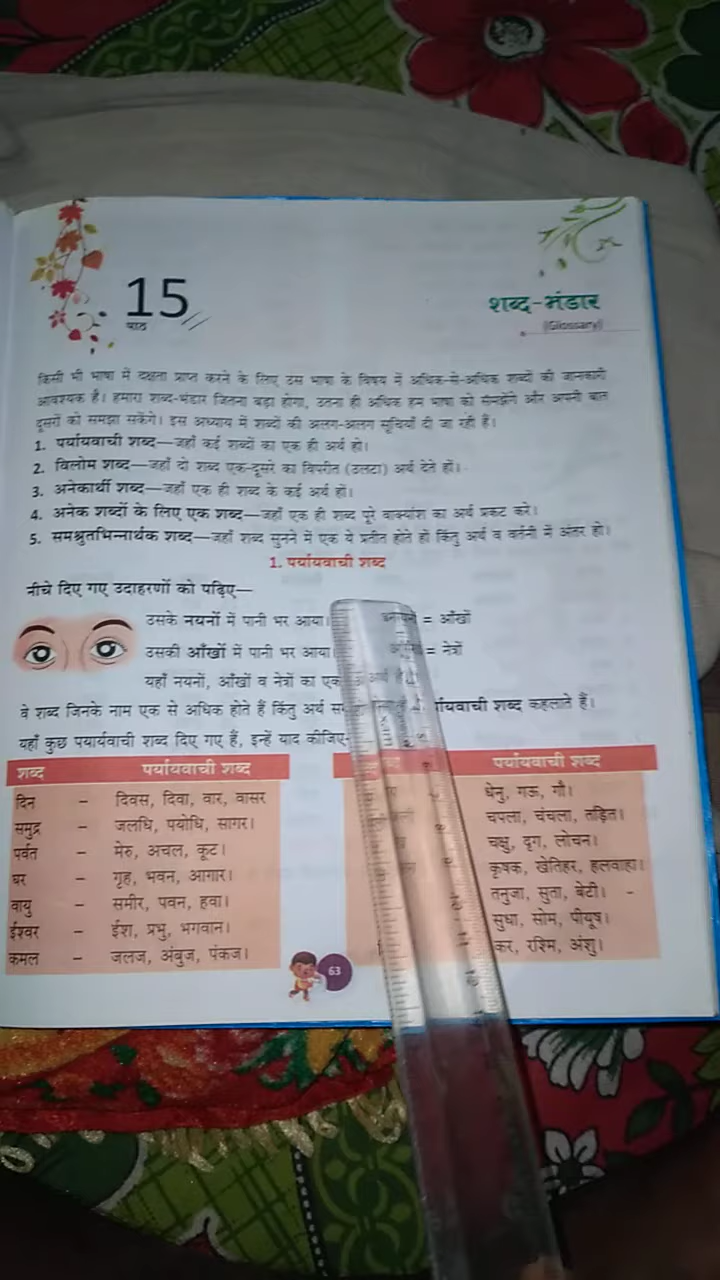 15
पाठ
शब्द-भंडार
(Glossary)
किसी भी भाषा में दक्षता प्राप्त करने के लिए उस भाषा के विषय में अधिक-से-अधिक शब्दों की जानकारी
आवश्यक है। हमारा शब्द-भंडार जितना बड़ा होगा, उतना ही अधिक हम भाषा को सीखेंगे और अपनी बात
दूसरों को समझा सकेंगे। इस अध्याय में शब्दों की अलग-अलग सूचियाँ दी जा रही हैं।
1. पर्यायवाची शब्द—जहाँ कई शब्दों का एक ही अर्थ हो।
2. विलोम शब्द—जहाँ दो शब्द एक-दूसरे का विपरीत (उलटा) अर्थ देते हों।
3. अनेकार्थी शब्द—जहाँ एक ही शब्द के कई अर्थ हों।
4. अनेक शब्दों के लिए एक शब्द—जहाँ एक ही शब्द पूरे वाक्यांश का अर्थ प्रकट करे।
5. समश्रुतभिन्नार्थक शब्द—जहाँ शब्द सुनने में एक ये प्रतीत होते हों किंतु अर्थ व वर्तनी में अंतर हो।
1. पर्यायवाची शब्द
नीचे दिए गए उदाहरणों को पढ़िए—
उसके नयनों में पानी भर आया। = आँखों
उसकी आँखों में पानी भर आया। = नेत्रों
यहाँ नयनों, आँखों व नेत्रों का एक
वे शब्द जिनके नाम एक से अधिक होते हैं किंतु अर्थ शब्द कहलाते हैं।
यहाँ कुछ पयार्यवाची शब्द दिए गए हैं, इन्हें याद कीजिए-
शब्द पर्यायवाची शब्द पर्यायवाची शब्द
दिन – दिवस, दिवा, वार, वासर धेनु, गऊ, गौ।
समुद्र – जलधि, पयोधि, सागर। चपला, चंचला, तड़ित।
पर्वत – मेरु, अचल, कूट। चक्षु, दृग, लोचन।
घर – गृह, भवन, आगार। कृषक, खेतिहर, हलवाहा।
वायु – समीर, पवन, हवा। तनुजा, सुता, बेटी।
ईश्वर – ईश, प्रभु, भगवान। सुधा, सोम, पीयूष।
कमल – जलज, अंबुज, पंकज। कर, रश्मि, अंशु।
63